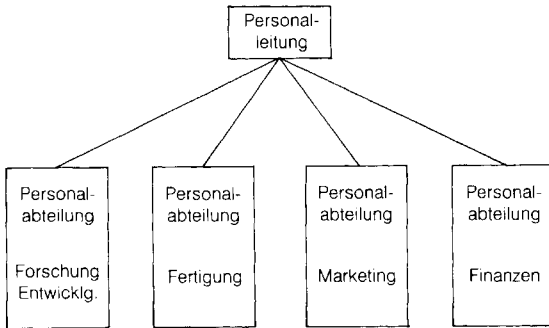 Personal-
leitung
Personal-
abteilung
Forschung
Entwicklg.
Personal-
abteilung
Fertigung
Personal-
abteilung
Marketing
Personal-
abteilung
Finanzen